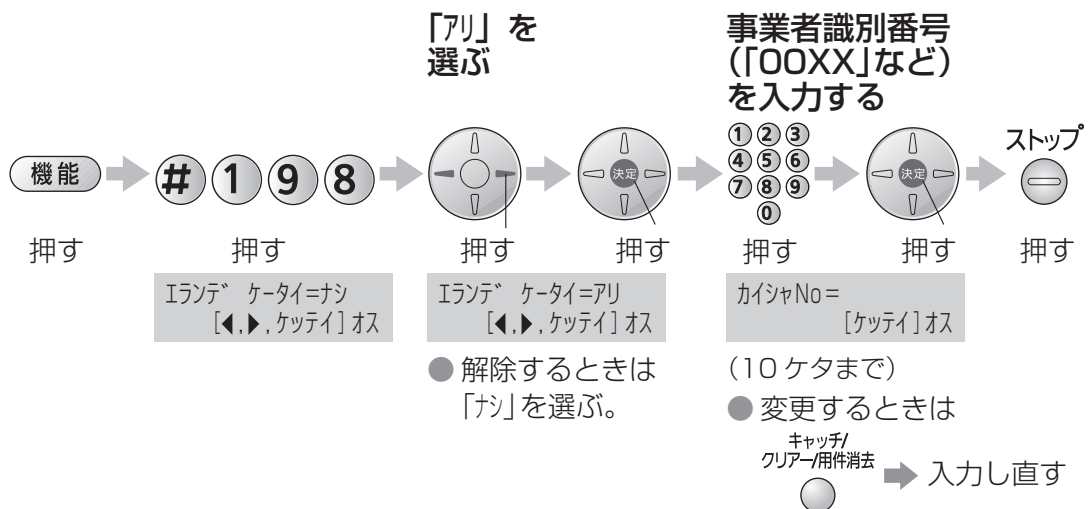 「ｱﾘ」を
選ぶ
事業者識別番号
(「00XX」など)
を入力する
機能
# 1 9 8
決定
1 2 3
4 5 6
7 8 9
0
決定
ストップ
押す
押す
押す
押す
押す
押す
押す
ｴﾗﾝﾃﾞ ｹｰﾀｲ=ﾅｼ
[◀,▶,ｹｯﾃｲ]ｵｽ
ｴﾗﾝﾃﾞ ｹｰﾀｲ=ｱﾘ
[◀,▶,ｹｯﾃｲ]ｵｽ
ｶｲｼｬNo=
[ｹｯﾃｲ]ｵｽ
● 解除するときは
「ﾅｼ」を選ぶ。
(10ケタまで)
● 変更するときは
キャッチ/
クリアー/用件消去
入力し直す